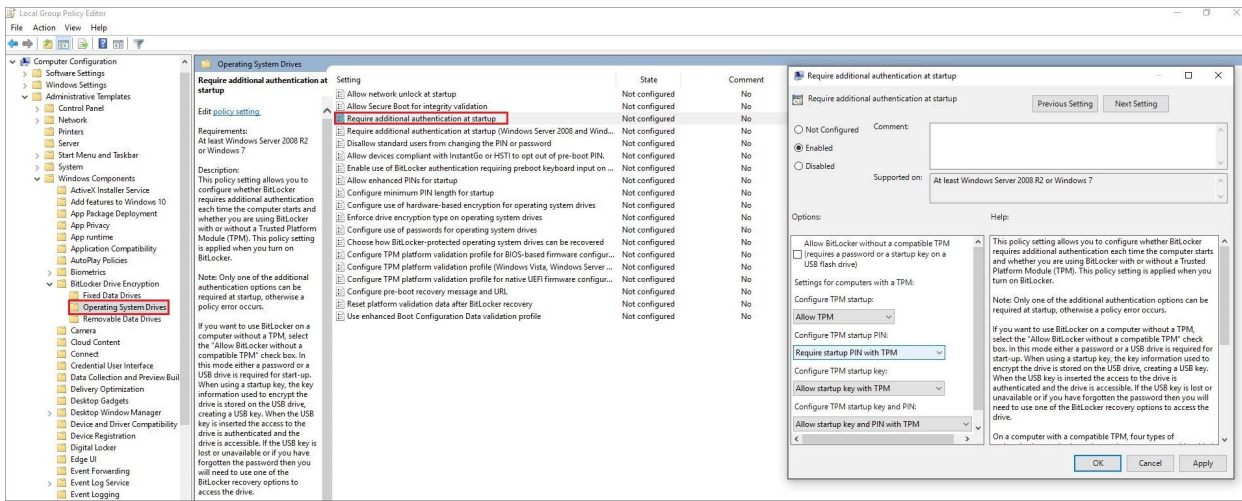 Local Group Policy Editor
File Action View Help
Computer Configuration
Software Settings
Windows Settings
Administrative Templates
Control Panel
Network
Printers
Server
Start Menu and Taskbar
System
Windows Components
ActiveX Installer Service
Add features to Windows 10
App Package Deployment
App Privacy
App runtime
Application Compatibility
AutoPlay Policies
Biometrics
BitLocker Drive Encryption
Fixed Data Drives
Operating System Drives
Removable Data Drives
Camera
Cloud Content
Connect
Credential User Interface
Data Collection and Preview Buil
Delivery Optimization
Desktop Gadgets
Desktop Window Manager
Device and Driver Compatibility
Device Registration
Digital Locker
Edge UI
Event Forwarding
Event Log Service
Event Logging
Operating System Drives
Require additional authentication at
startup
Edit policy setting
Requirements:
At least Windows Server 2008 R2
or Windows 7
Description:
This policy setting allows you to
configure whether BitLocker
requires additional authentication
each time the computer starts and
whether you are using BitLocker
with or without a Trusted Platform
Module (TPM). This policy setting
is applied when you turn on
BitLocker.
Note: Only one of the additional
authentication options can be
required at startup, otherwise a
policy error occurs.
If you want to use BitLocker on a
computer without a TPM, select
the "Allow BitLocker without a
compatible TPM" check box. In
this mode either a password or a
USB drive is required for start-up.
When using a startup key, the key
information used to encrypt the
drive is stored on the USB drive,
creating a USB key. When the USB
key is inserted the access to the
drive is authenticated and the
drive is accessible. If the USB key is
lost or unavailable or if you have
forgotten the password then you
will need to use one of the
BitLocker recovery options to
access the drive.
Setting State Comment
Allow network unlock at startup Not configured No
Allow Secure Boot for integrity validation Not configured No
Require additional authentication at startup Not configured No
Require additional authentication at startup (Windows Server 2008 and Wind... Not configured No
Disallow standard users from changing the PIN or password Not configured No
Allow devices compliant with InstantGo or HSTI to opt out of pre-boot PIN. Not configured No
Enable use of BitLocker authentication requiring preboot keyboard input on ... Not configured No
Allow enhanced PINs for startup Not configured No
Configure minimum PIN length for startup Not configured No
Configure use of hardware-based encryption for operating system drives Not configured No
Enforce drive encryption type on operating system drives Not configured No
Configure use of passwords for operating system drives Not configured No
Choose how BitLocker-protected operating system drives can be recovered Not configured No
Configure TPM platform validation profile for BIOS-based firmware configur... Not configured No
Configure TPM platform validation profile (Windows Vista, Windows Server ... Not configured No
Configure TPM platform validation profile for native UEFI firmware configur... Not configured No
Configure pre-boot recovery message and URL Not configured No
Reset platform validation data after BitLocker recovery Not configured No
Use enhanced Boot Configuration Data validation profile Not configured No
Require additional authentication at startup
Require additional authentication at startup
Previous Setting Next Setting
Not Configured Comment:
Enabled
Disabled
Supported on: At least Windows Server 2008 R2 or Windows 7
Options: Help:
Allow BitLocker without a compatible TPM
(requires a password or a startup key on a
USB flash drive)
Settings for computers with a TPM:
Configure TPM startup:
Allow TPM
Configure TPM startup PIN:
Require startup PIN with TPM
Configure TPM startup key:
Allow startup key with TPM
Configure TPM startup key and PIN:
Allow startup key and PIN with TPM
This policy setting allows you to configure whether BitLocker
requires additional authentication each time the computer starts
and whether you are using BitLocker with or without a Trusted
Platform Module (TPM). This policy setting is applied when you
turn on BitLocker.
Note: Only one of the additional authentication options can be
required at startup, otherwise a policy error occurs.
If you want to use BitLocker on a computer without a TPM,
select the "Allow BitLocker without a compatible TPM" check
box. In this mode either a password or a USB drive is required for
start-up. When using a startup key, the key information used to
encrypt the drive is stored on the USB drive, creating a USB key.
When the USB key is inserted the access to the drive is
authenticated and the drive is accessible. If the USB key is lost or
unavailable or if you have forgotten the password then you will
need to use one of the BitLocker recovery options to access the
drive.
On a computer with a compatible TPM, four types of
OK Cancel Apply